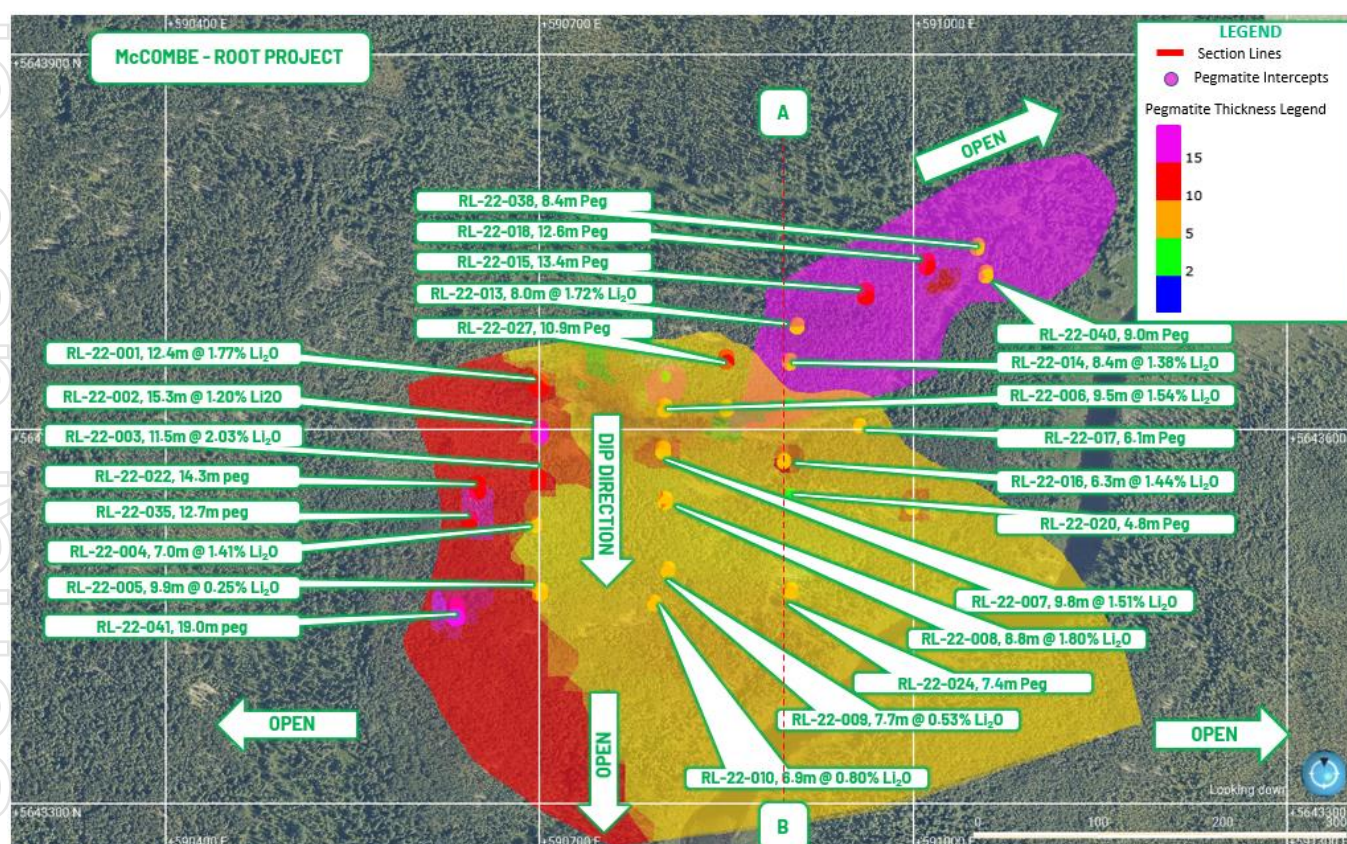 +590400 E
+590700 E
+591000 E
+5643900 N
McCOMBE - ROOT PROJECT
LEGEND
Section Lines
Pegmatite Intercepts
Pegmatite Thickness Legend
15
10
5
2
A
OPEN
RL-22-038, 8.4m Peg
RL-22-018, 12.6m Peg
RL-22-015, 13.4m Peg
RL-22-013, 8.0m @ 1.72% Li₂O
RL-22-027, 10.9m Peg
RL-22-040, 9.0m Peg
RL-22-014, 8.4m @ 1.38% Li₂O
RL-22-006, 9.5m @ 1.54% Li₂O
RL-22-017, 6.1m Peg
+5643600
RL-22-016, 6.3m @ 1.44% Li₂O
RL-22-020, 4.8m Peg
RL-22-001, 12.4m @ 1.77% Li₂O
RL-22-002, 15.3m @ 1.20% Li2O
RL-22-003, 11.5m @ 2.03% Li₂O
RL-22-022, 14.3m peg
RL-22-035, 12.7m peg
RL-22-004, 7.0m @ 1.41% Li₂O
RL-22-005, 9.9m @ 0.25% Li₂O
RL-22-041, 19.0m peg
DIP DIRECTION
RL-22-007, 9.8m @ 1.51% Li₂O
RL-22-008, 8.8m @ 1.80% Li₂O
RL-22-024, 7.4m Peg
RL-22-009, 7.7m @ 0.53% Li₂O
RL-22-010, 6.9m @ 0.80% Li₂O
OPEN
OPEN
OPEN
Looking down
B
+5643300 N
+5643300
0
100
200
300
+590400 E
+590700 E
+591000 E